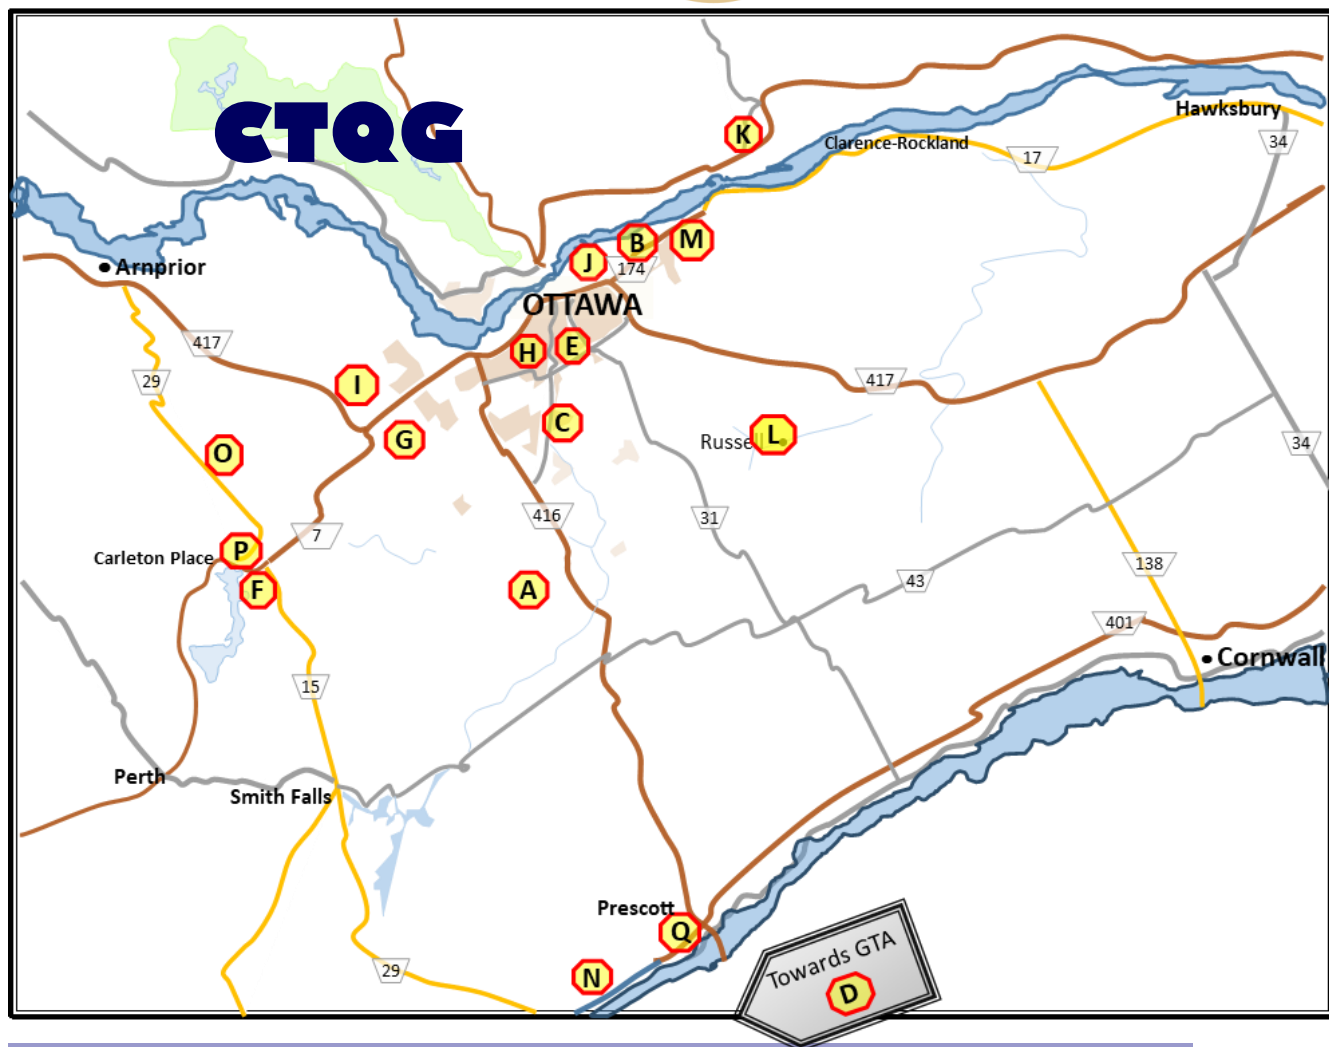 CTQG
Hawksbury
K
Clarence-Rockland
34
17
B
M
J
174
Arnprior
OTTAWA
417
H
E
29
I
417
C
G
L
Russell
34
O
416
31
7
P
Carleton Place
138
43
F
A
401
Cornwall
15
Perth
Smith Falls
Prescott
Q
Towards GTA
29
N
D